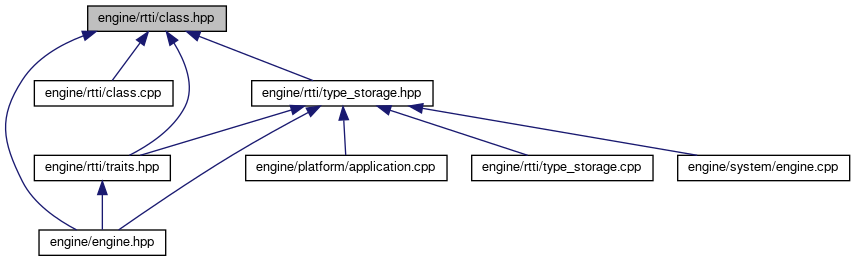 engine/rtti/class.hpp
engine/rtti/class.cpp
engine/rtti/type_storage.hpp
engine/rtti/traits.hpp
engine/platform/application.cpp
engine/rtti/type_storage.cpp
engine/system/engine.cpp
engine/engine.hpp